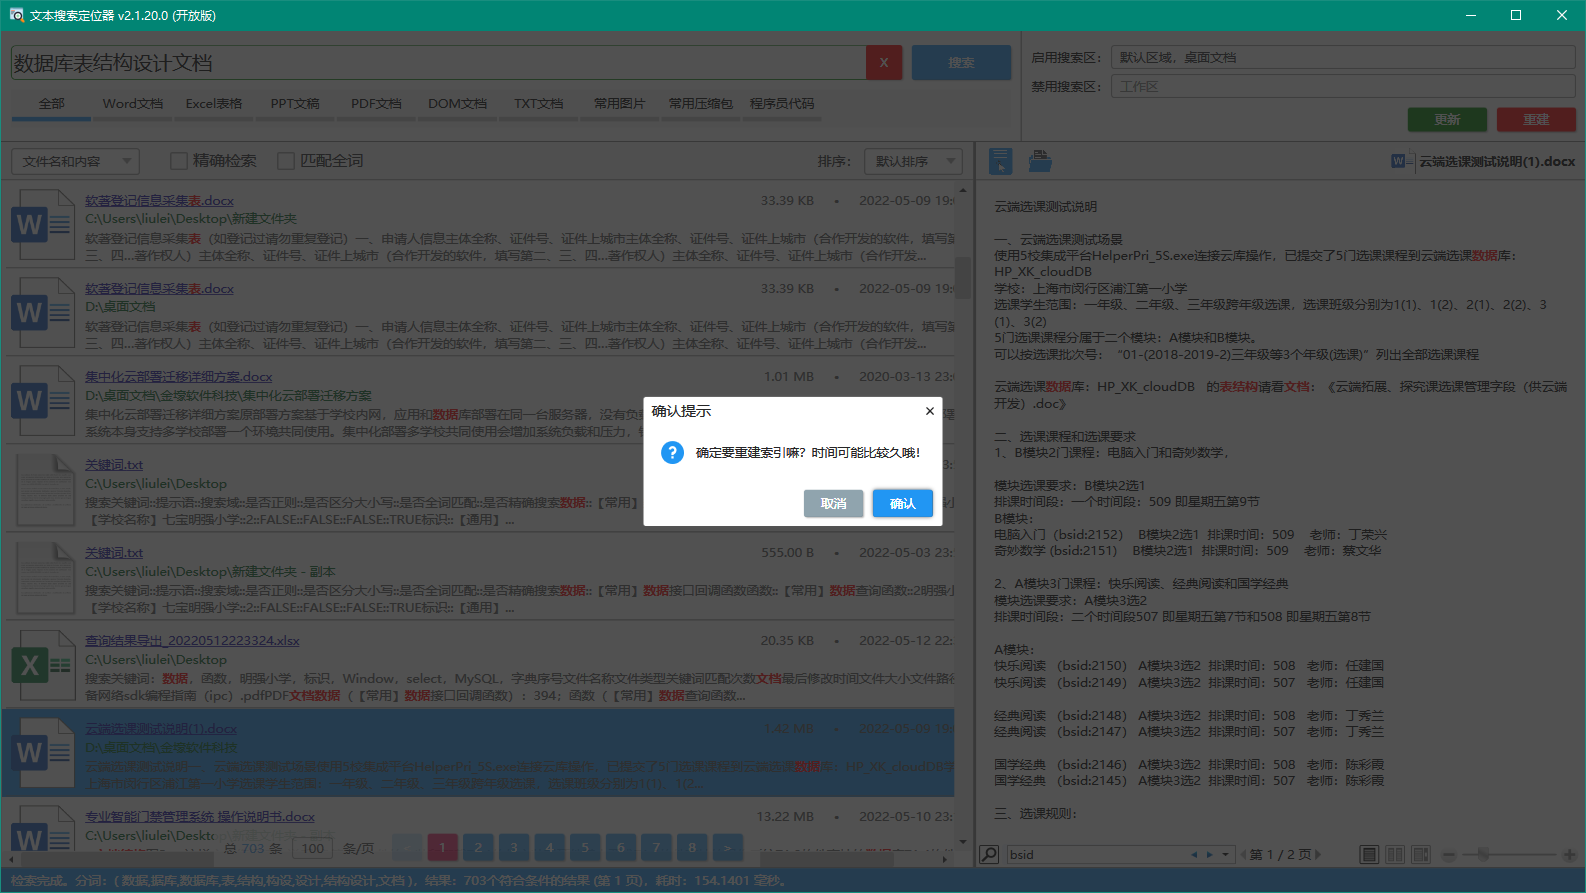 文本搜索定位器 v2.1.20.0 (开放版)
数据库表结构设计文档
X
搜索
启用搜索区：
默认区域，桌面文档
禁用搜索区：
工作区
更新
重建
全部
Word文档
Excel表格
PPT文稿
PDF文档
DOM文档
TXT文档
常用图片
常用压缩包
程序员代码
文件名和内容
精确检索
匹配全词
排序：
默认排序
云端选课测试说明(1).docx
软著登记信息采集表.docx
33.39 KB • 2022-05-09 19:
C:\Users\liulei\Desktop\新建文件夹
软著登记信息采集表（如登记过请勿重复登记）一、申请人信息主体全称、证件号、证件上城市主体全称、证件号、证件上城市（合作开发的软件，填写第
三、四...著作权人）主体全称、证件号、证件上城市（合作开发的软件，填写第二、三、四...著作权人）主体全称、证件号、证件上城市（合作开发...
软著登记信息采集表.docx
33.39 KB • 2022-05-09 19:
D:\桌面文档
软著登记信息采集表（如登记过请勿重复登记）一、申请人信息主体全称、证件号、证件上城市主体全称、证件号、证件上城市（合作开发的软件，填写第
三、四...著作权人）主体全称、证件号、证件上城市（合作开发的软件，填写第二、三、四...著作权人）主体全称、证件号、证件上城市（合作开发...
集中化云部署迁移详细方案.docx
1.01 MB • 2020-03-13 23:
D:\桌面文档\金墩软件科技\集中化云部署迁移方案
集中化云部署迁移详细方案原部署方案基于学校内网，应用和数据库部署在同一台服务器，没有负
系统本身支持多学校部署一个环境共同使用。集中化部署多学校共同使用会增加系统负载和压力，
关键词.txt
C:\Users\liulei\Desktop
搜索关键词::提示语::搜索域::是否正则::是否区分大小写::是否全词匹配::是否精确搜索数据::【常用】
【学校名称】七宝明强小学::2::FALSE::FALSE::FALSE::TRUE标识::【通用】...
关键词.txt
555.00 B • 2022-05-03 23:
C:\Users\liulei\Desktop\新建文件夹 - 副本
搜索关键词::提示语::搜索域::是否正则::是否区分大小写::是否全词匹配::是否精确搜索数据::【常用】数据接口回调函数函数::【常用】数据查询函数::2明强小
【学校名称】七宝明强小学::2::FALSE::FALSE::FALSE::TRUE标识::【通用】...
查询结果导出_20220512223324.xlsx
20.35 KB • 2022-05-12 22:
C:\Users\liulei\Desktop
搜索关键词：数据，函数，明强小学，标识，Window，select，MySQL，字典序号文件名称文件类型关键词匹配次数文档最后修改时间文件大小文件路径
备网络sdk编程指南（ipc）.pdfPDF文档数据（【常用】数据接口回调函数）：394；函数（【常用】数据查询函数...
云端选课测试说明(1).docx
1.42 MB • 2022-05-09 19:
D:\桌面文档\金墩软件科技
云端选课测试说明一、云端选课测试场景使用5校集成平台HelperPri_5S.exe连接云库操作，已提交了5门选课课程到云端选课数据库：HP_XK_cloudDB学
上海市闵行区浦江第一小学选课学生范围：一年级、二年级、三年级跨年级选课，选课班级分别为1(1)、1(2...
专业智能门禁管理系统 操作说明书.docx
13.22 MB • 2022-05-10 23:
C:\Users\liulei\Deskto
总 703 条
100
条/页
1 2 3 4 5 6 7 8 >
云端选课测试说明
一、云端选课测试场景
使用5校集成平台HelperPri_5S.exe连接云库操作，已提交了5门选课课程到云端选课数据库：
HP_XK_cloudDB
学校：上海市闵行区浦江第一小学
选课学生范围：一年级、二年级、三年级跨年级选课，选课班级分别为1(1)、1(2)、2(1)、2(2)、3
(1)、3(2)
5门选课课程分属于二个模块：A模块和B模块。
可以按选课批次号：“01-(2018-2019-2)三年级等3个年级(选课)”列出全部选课课程
云端选课数据库：HP_XK_cloudDB 的表结构请看文档：《云端拓展、探究课选课管理字段（供云端
开发）.doc》
二、选课课程和选课要求
1、B模块2门课程：电脑入门和奇妙数学，
模块选课要求：B模块2选1
排课时间段：一个时间段：509 即星期五第9节
B模块：
电脑入门 （bsid:2152） B模块2选1 排课时间：509 老师：丁荣兴
奇妙数学 (bsid:2151) B模块2选1 排课时间：509 老师：蔡文华
2、A模块3门课程：快乐阅读、经典阅读和国学经典
模块选课要求：A模块3选2
排课时间段：二个时间段507 即星期五第7节和508 即星期五第8节
A模块：
快乐阅读 （bsid:2150） A模块3选2 排课时间：508 老师：任建国
快乐阅读 （bsid:2149） A模块3选2 排课时间：507 老师：任建国
经典阅读 （bsid:2148） A模块3选2 排课时间：508 老师：丁秀兰
经典阅读 （bsid:2147） A模块3选2 排课时间：507 老师：丁秀兰
国学经典 （bsid:2146） A模块3选2 排课时间：508 老师：陈彩霞
国学经典 （bsid:2145） A模块3选2 排课时间：507 老师：陈彩霞
三、选课规则：
bsid
第 1 / 2 页
确认提示
×
确定要重建索引嘛？时间可能比较久哦！
取消
确认
检索完成。分词：( 数据,据库,数据库,表,结构,构设,设计,结构设计,文档 )，结果：703个符合条件的结果 (第 1 页)，耗时：154.1401 毫秒。